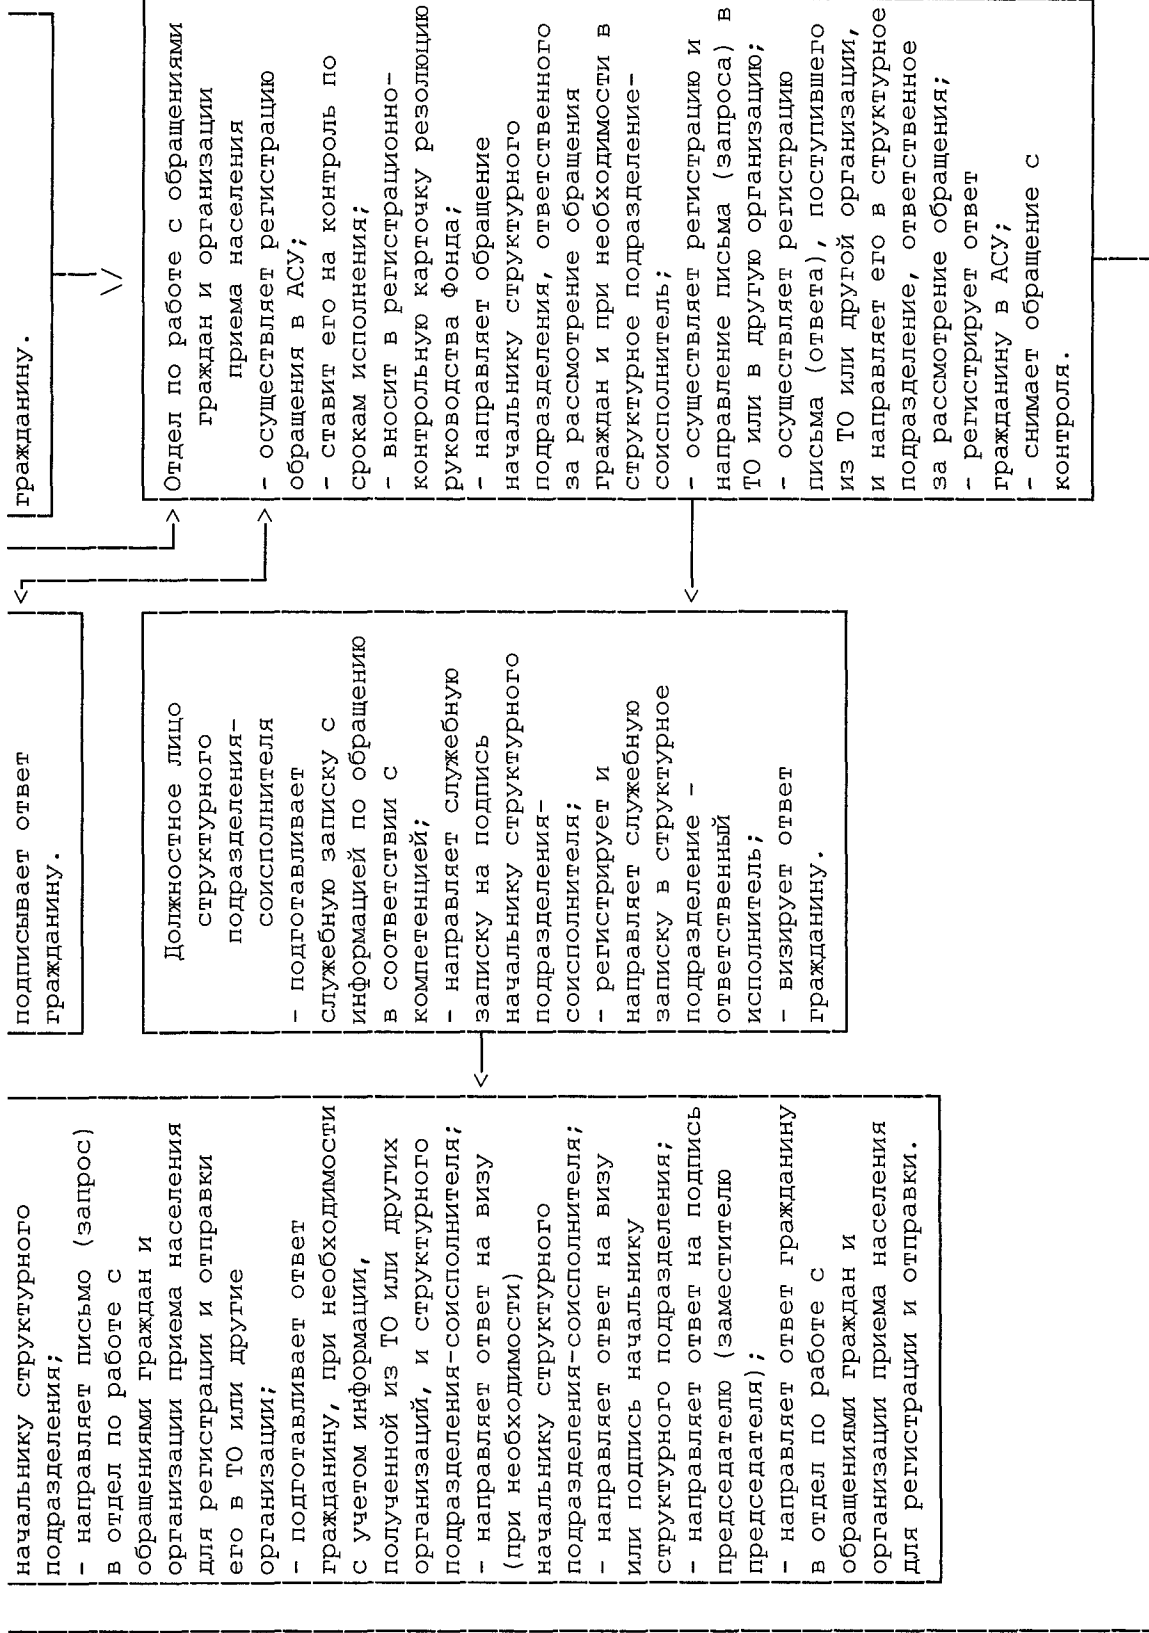 начальнику структурного
подразделения;
- направляет письмо (запрос)
в отдел по работе с
обращениями граждан и
организации приема населения
для регистрации и отправки
его в ТО или другие
организации;
- подготавливает ответ
гражданину, при необходимости
с учетом информации,
полученной из ТО или других
организаций, и структурного
подразделения-соисполнителя;
- направляет ответ на визу
(при необходимости)
начальнику структурного
подразделения-соисполнителя;
- направляет ответ на визу
или подпись начальнику
структурного подразделения;
- направляет ответ на подпись
председателю (заместителю
председателя);
- направляет ответ гражданину
в отдел по работе с
обращениями граждан и
организации приема населения
для регистрации и отправки.
подписывает ответ
гражданину.
Должностное лицо
структурного
подразделения-
соисполнителя
- подготавливает
служебную записку с
информацией по обращению
в соответствии с
компетенцией;
- направляет служебную
записку на подпись
начальнику структурного
подразделения-
соисполнителя;
- регистрирует и
направляет служебную
записку в структурное
подразделение -
ответственный
исполнитель;
- визирует ответ
гражданину.
гражданину.
Отдел по работе с обращениями
граждан и организации
приема населения
- осуществляет регистрацию
обращения в АСУ;
- ставит его на контроль по
срокам исполнения;
- вносит в регистрационно-
контрольную карточку резолюцию
руководства Фонда;
- направляет обращение
начальнику структурного
подразделения, ответственного
за рассмотрение обращения
граждан и при необходимости в
структурное подразделение-
соисполнитель;
- осуществляет регистрацию и
направление письма (запроса) в
ТО или в другую организацию;
- осуществляет регистрацию
письма (ответа), поступившего
из ТО или другой организации,
и направляет его в структурное
подразделение, ответственное
за рассмотрение обращения;
- регистрирует ответ
гражданину в АСУ;
- снимает обращение с
контроля.